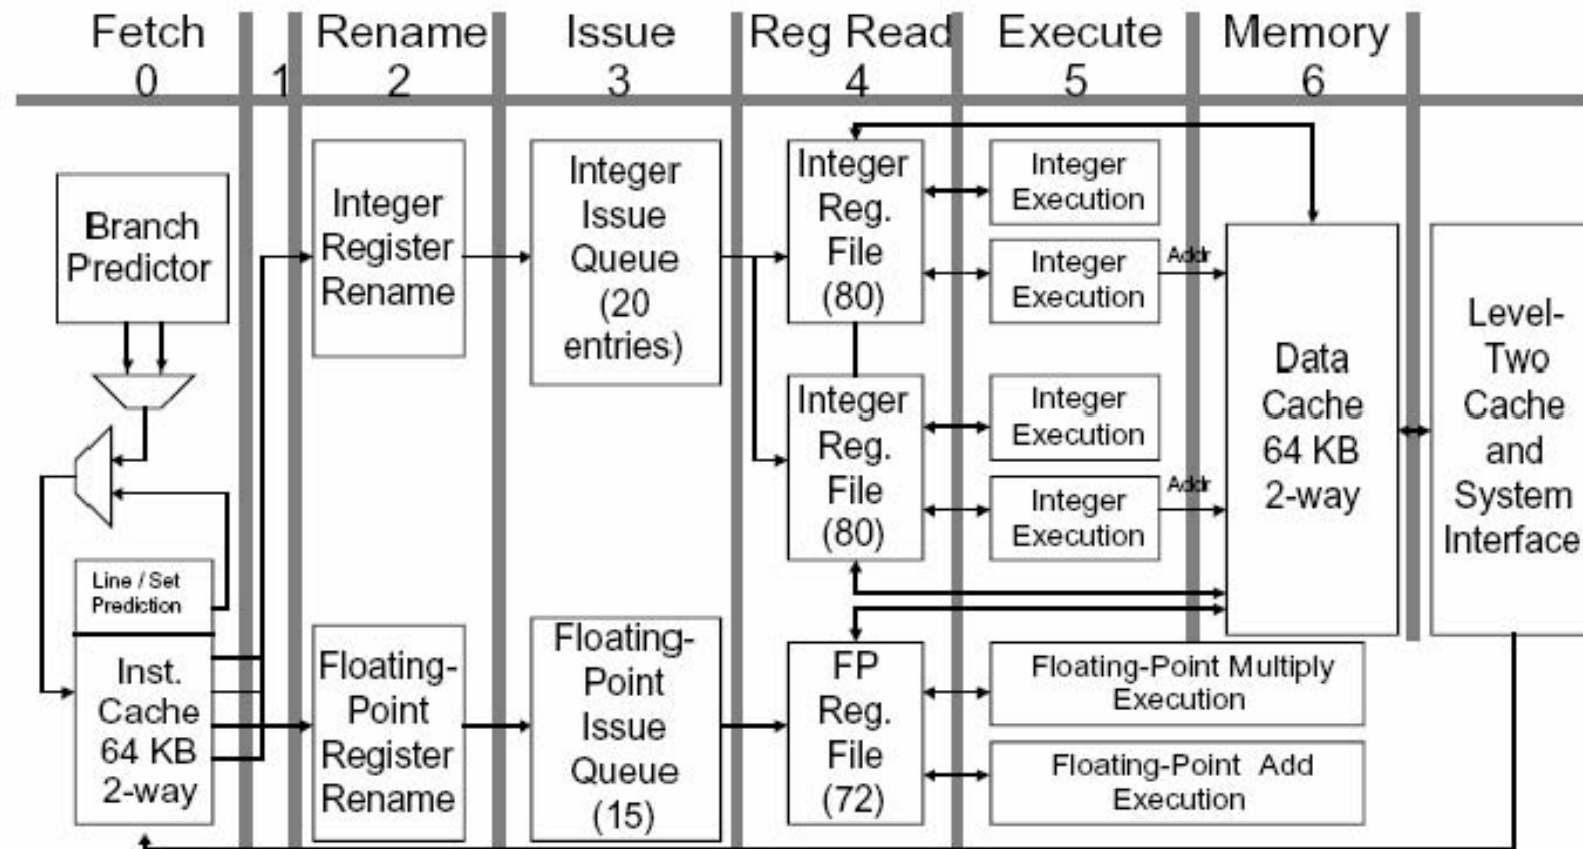 Fetch
0
1
Rename
2
Issue
3
Reg Read
4
Execute
5
Memory
6
Branch
Predictor
Line / Set
Prediction
Inst.
Cache
64 KB
2-way
Integer
Register
Rename
Floating-
Point
Register
Rename
Integer
Issue
Queue
(20
entries)
Floating-
Point
Issue
Queue
(15)
Integer
Reg.
File
(80)
Integer
Reg.
File
(80)
FP
Reg.
File
(72)
Integer
Execution
Integer
Execution
Addr
Integer
Execution
Integer
Execution
Addr
Floating-Point Multiply
Execution
Floating-Point Add
Execution
Data
Cache
64 KB
2-way
Level-
Two
Cache
and
System
Interface